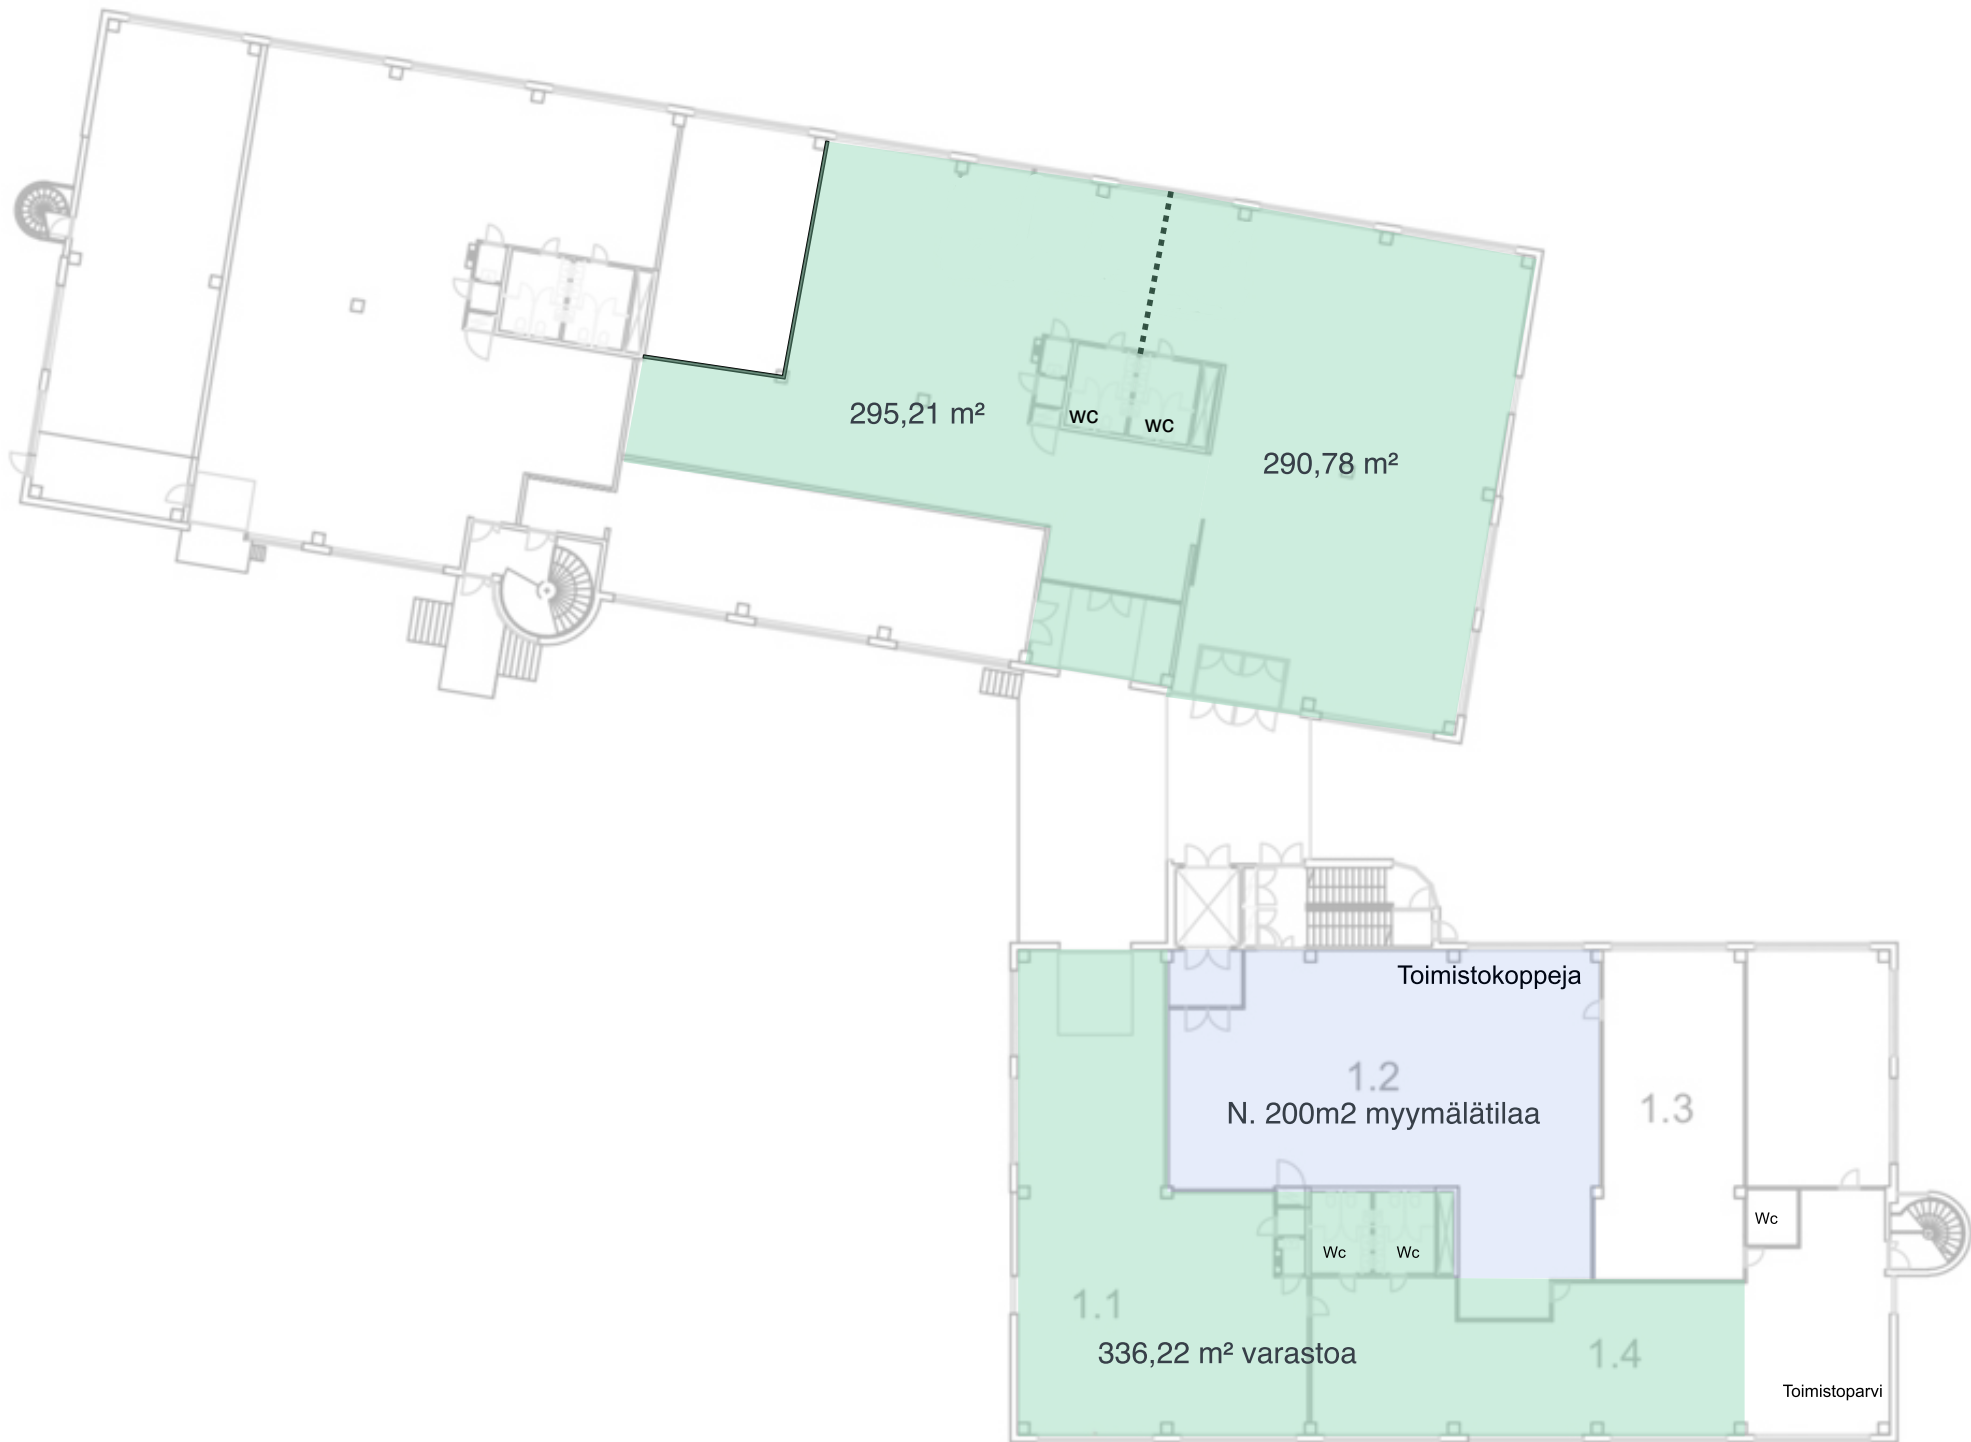 295,21 m²
WC
WC
290,78 m²
Toimistokoppeja
1.2
N. 200m2 myymälätilaa
1.3
Wc
Wc
Wc
1.1
336,22 m² varastoa
1.4
Toimistoparvi